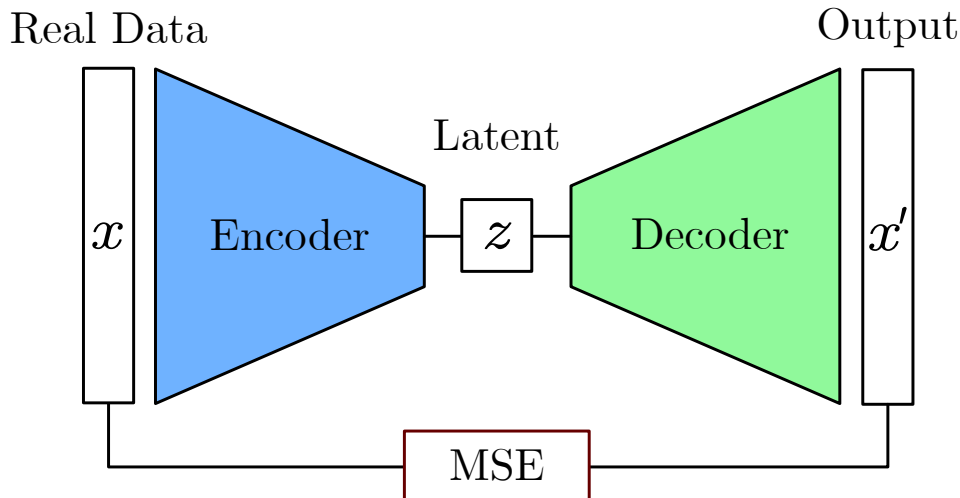 Real Data
Output
Latent
x
Encoder
z
Decoder
x′
MSE